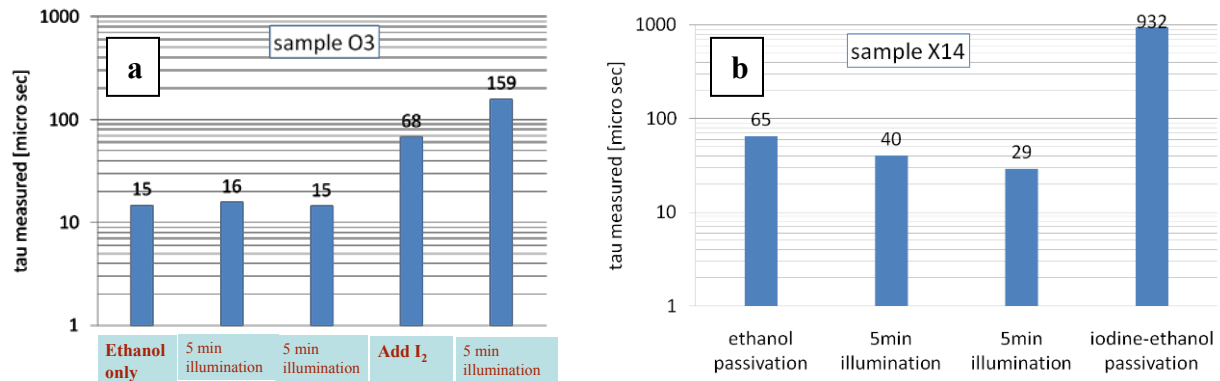 a
sample O3
tau measured [micro sec]
1000
100
10
1
15
16
15
68
159
Ethanol only
5 min illumination
5 min illumination
Add I₂
5 min illumination
b
sample X14
tau measured [micro sec]
1000
100
10
1
65
40
29
932
ethanol passivation
5min illumination
5min illumination
iodine-ethanol passivation